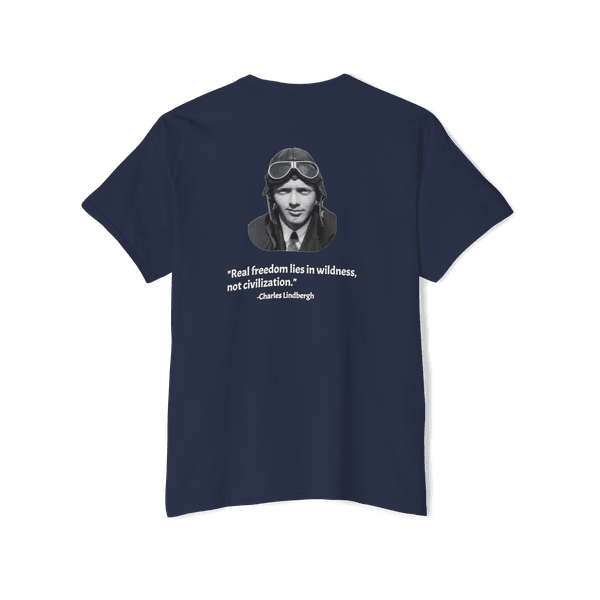 "Real freedom lies in wildness,
not civilization."
-Charles Lindbergh